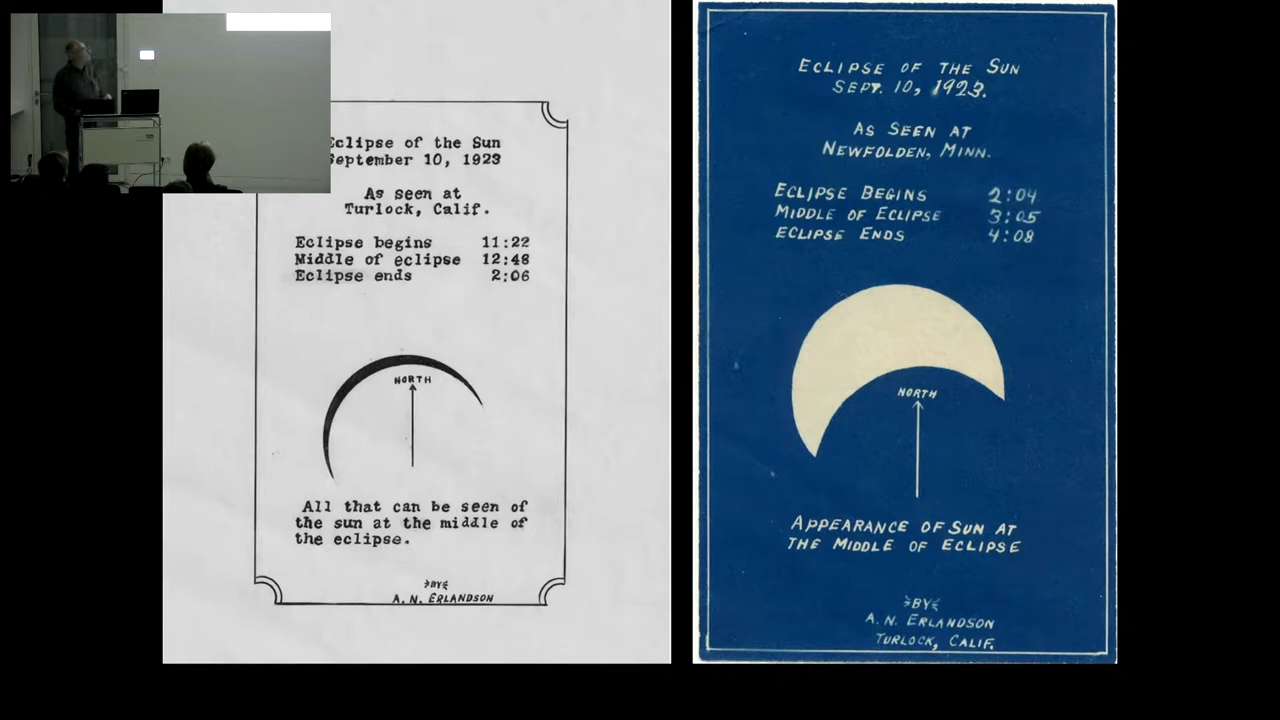 Eclipse of the Sun
September 10, 1923
As seen at
Turlock, Calif.
Eclipse begins 11:22
Middle of eclipse 12:48
Eclipse ends 2:06
NORTH
All that can be seen of
the sun at the middle of
the eclipse.
BY
A. N. ERLANDSON
ECLIPSE OF THE SUN
SEPT. 10, 1923.
AS SEEN AT
NEWFOLDEN, MINN.
ECLIPSE BEGINS 2:04
MIDDLE OF ECLIPSE 3:05
ECLIPSE ENDS 4:08
NORTH
APPEARANCE OF SUN AT
THE MIDDLE OF ECLIPSE
BY
A. N. ERLANDSON
TURLOCK, CALIF.